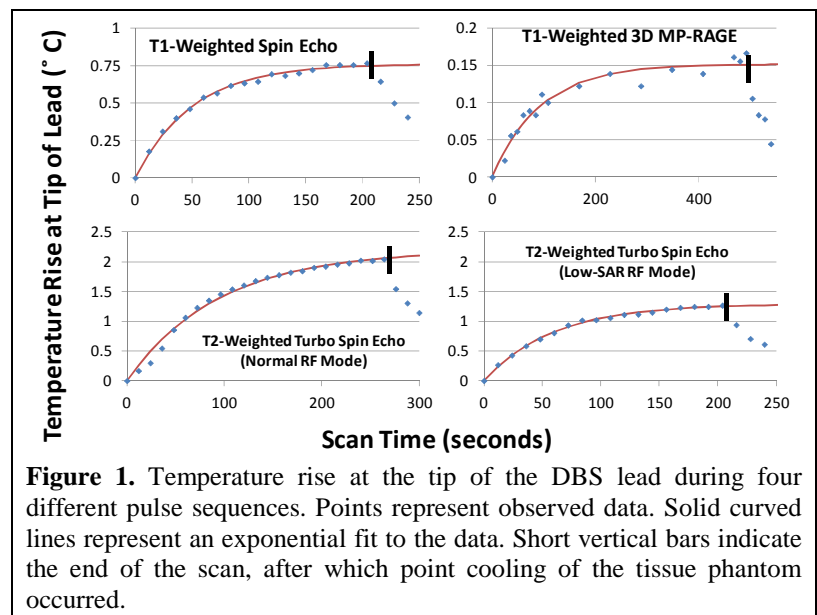 Temperature Rise at Tip of Lead (˚ C)
T1-Weighted Spin Echo
1
0.75
0.5
0.25
0
0 50 100 150 200 250
T1-Weighted 3D MP-RAGE
0.2
0.15
0.1
0.05
0
0 200 400
2.5
2
1.5
1
0.5
0
T2-Weighted Turbo Spin Echo
(Normal RF Mode)
0 100 200 300
2.5
2
1.5
1
0.5
0
T2-Weighted Turbo Spin Echo
(Low-SAR RF Mode)
0 50 100 150 200 250
Scan Time (seconds)
Figure 1. Temperature rise at the tip of the DBS lead during four
different pulse sequences. Points represent observed data. Solid curved
lines represent an exponential fit to the data. Short vertical bars indicate
the end of the scan, after which point cooling of the tissue phantom
occurred.